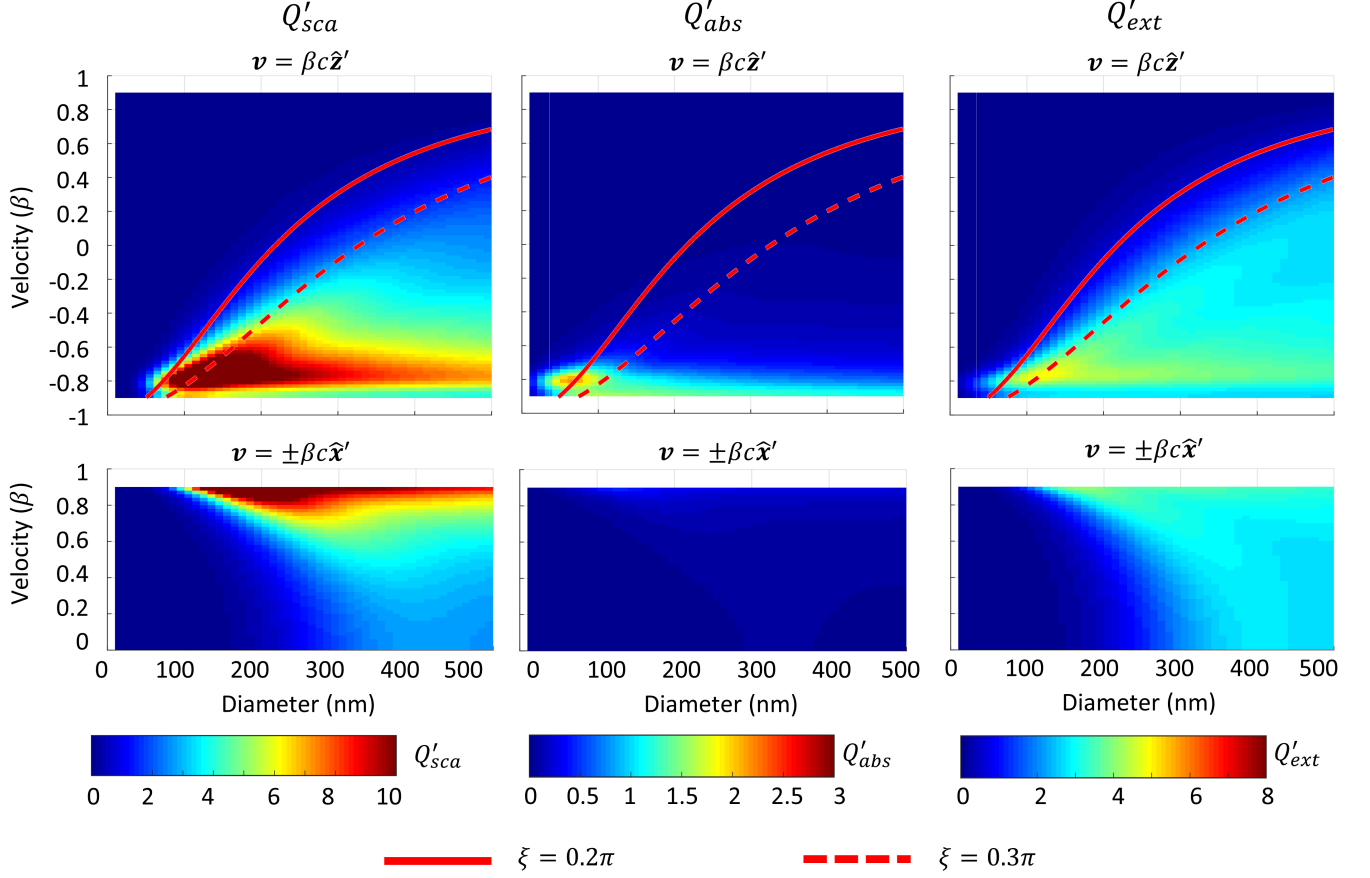 Q′sca Q′abs Q′ext
v = βcẑ′ v = βcẑ′ v = βcẑ′
1
0.8
0.6
0.4
0.2
0
-0.2
-0.4
-0.6
-0.8
-1
Velocity (β)
v = ±βcx̂′ v = ±βcx̂′ v = ±βcx̂′
1
0.8
0.6
0.4
0.2
0
Velocity (β)
0 100 200 300 400 500 0 100 200 300 400 500 0 100 200 300 400 500
Diameter (nm) Diameter (nm) Diameter (nm)
Q′sca Q′abs Q′ext
0 2 4 6 8 10 0 0.5 1 1.5 2 2.5 3 0 2 4 6 8
ξ = 0.2π ξ = 0.3π